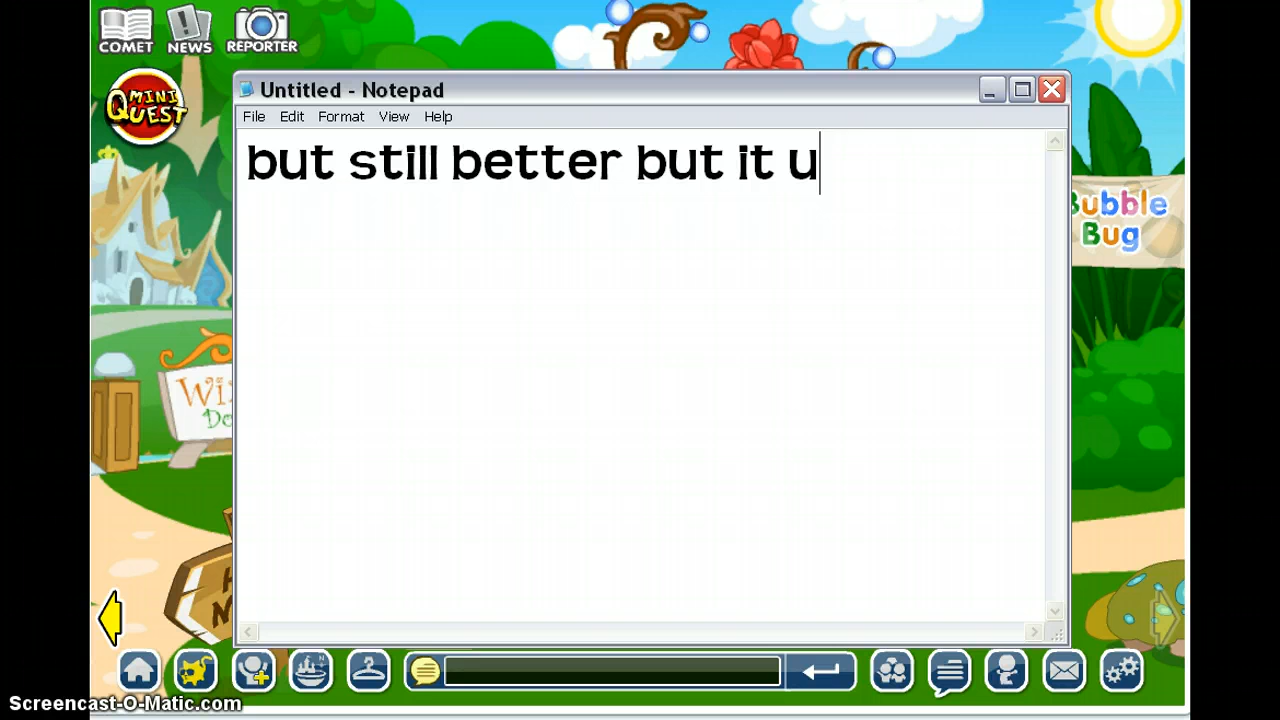 COMET
NEWS
REPORTER
MINI
QUEST
Untitled - Notepad
File Edit Format View Help
but still better but it u
Bubble
Bug
Screencast-O-Matic.com